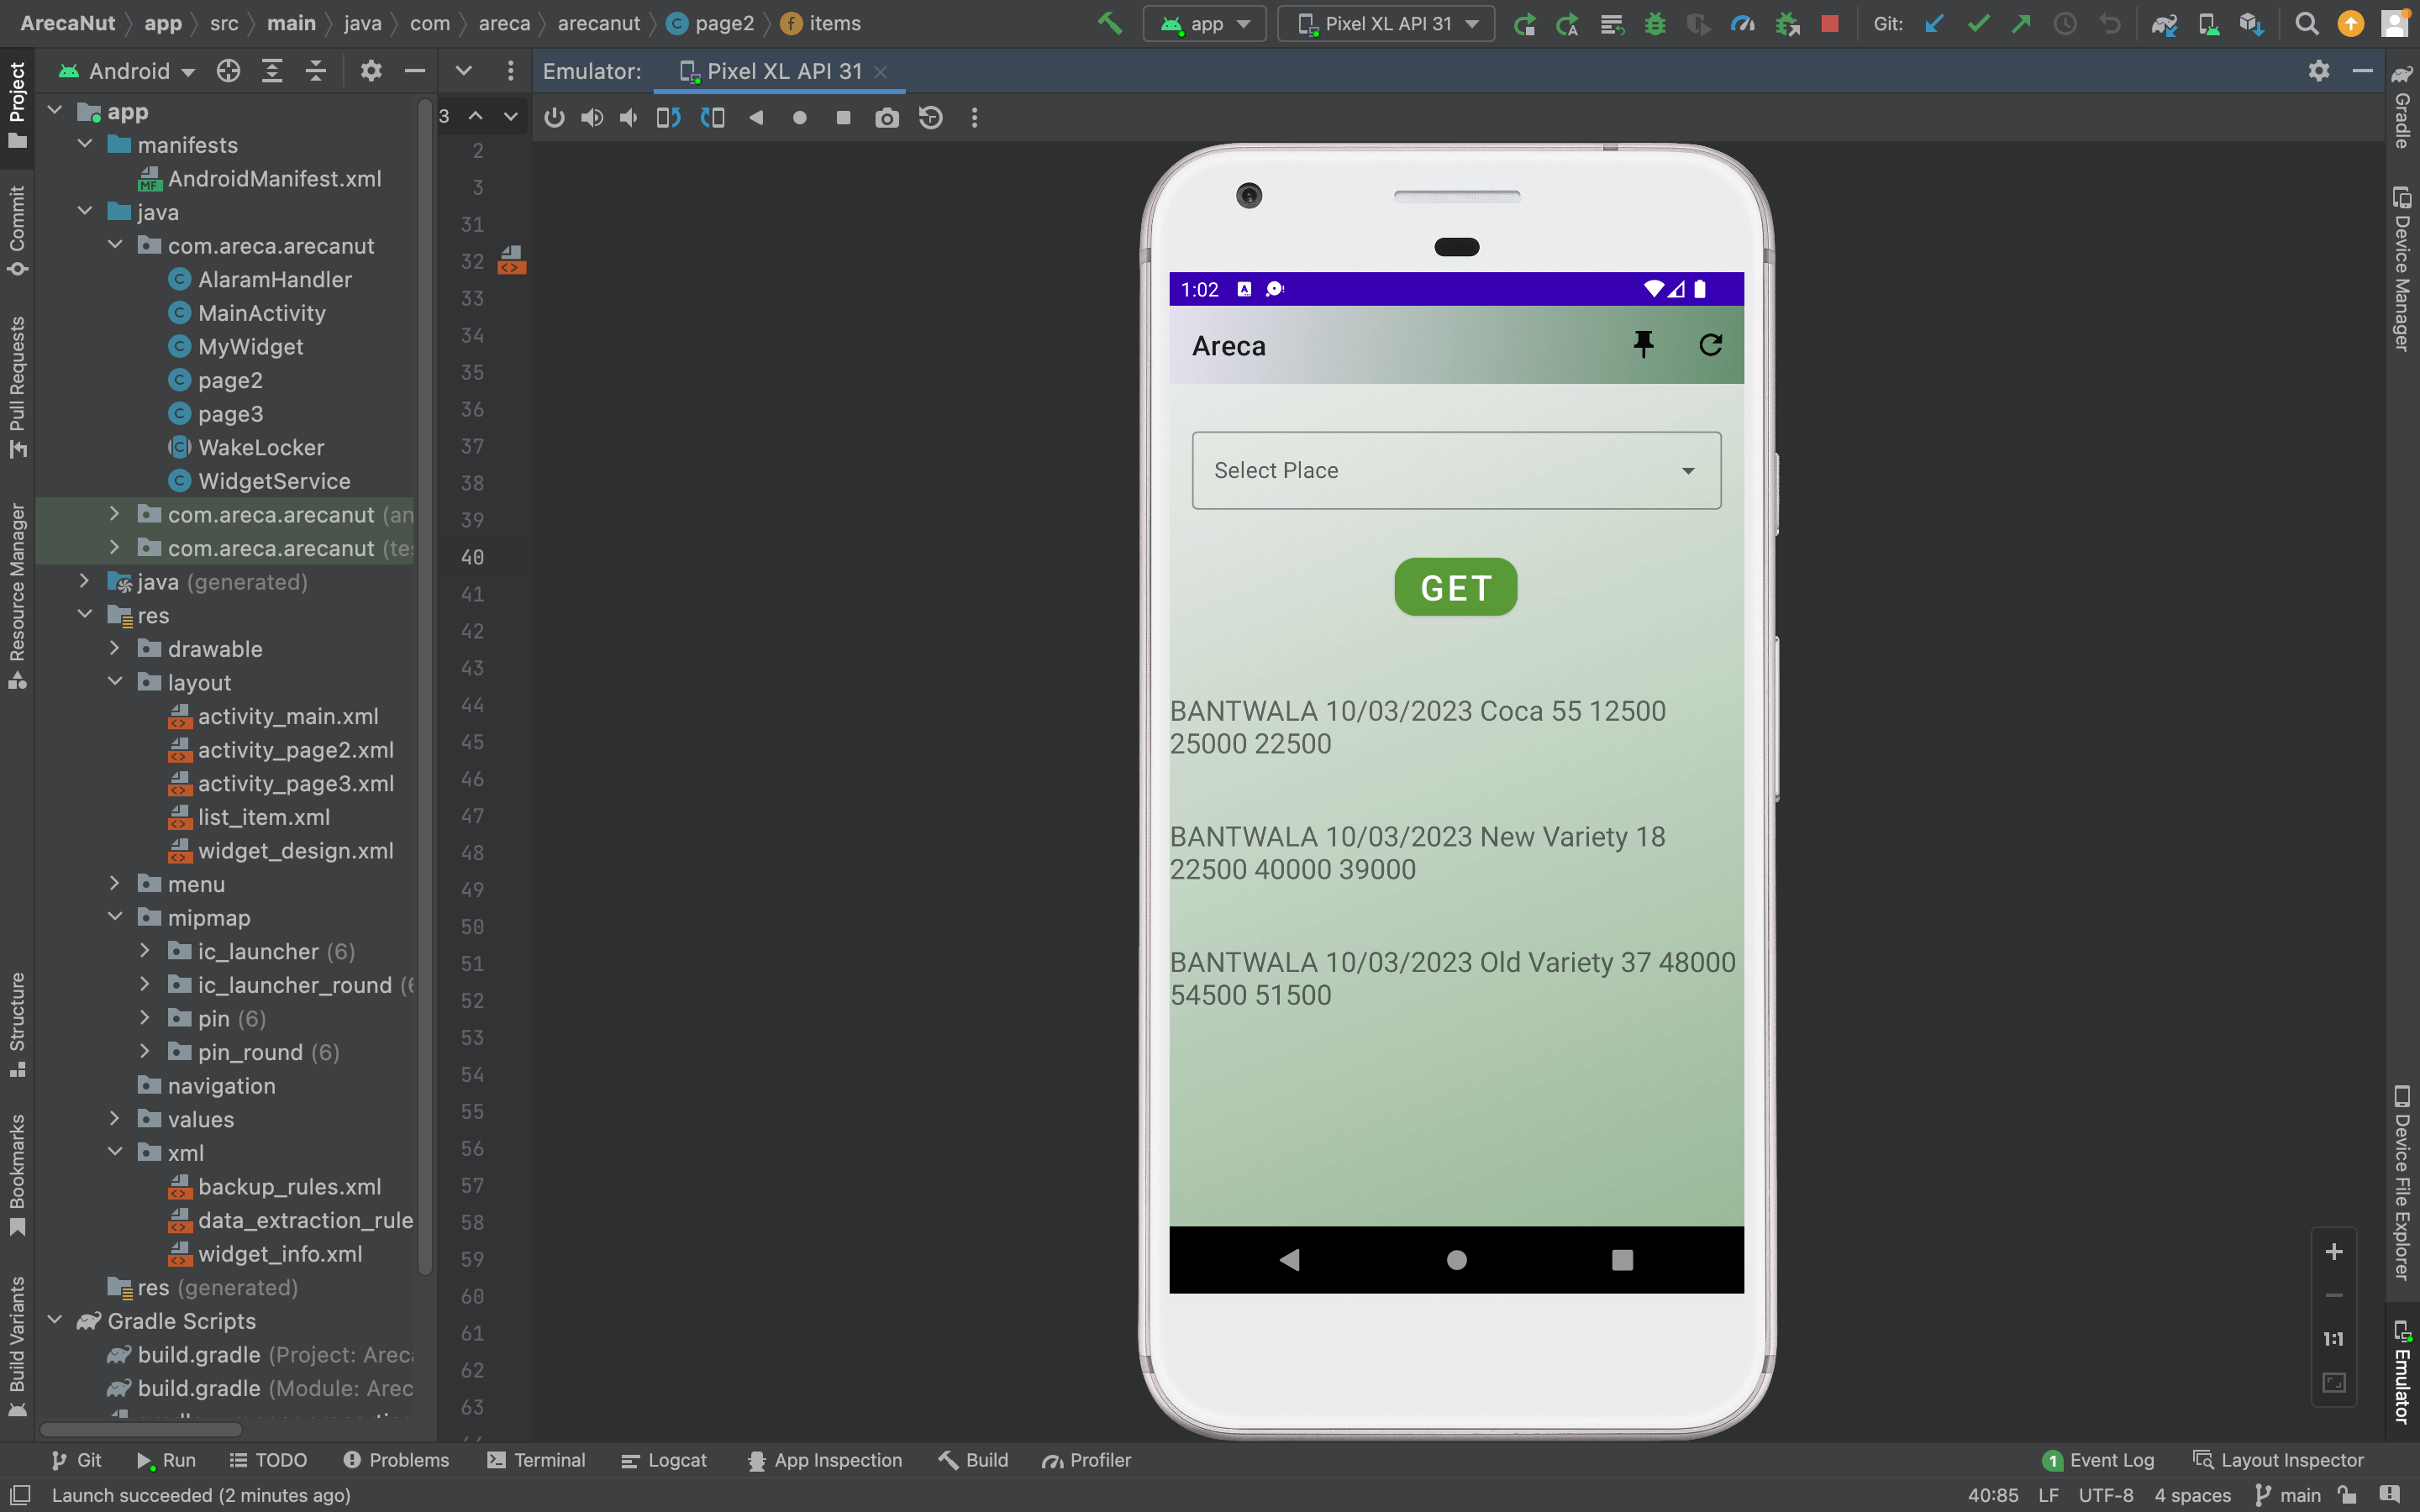 ArecaNut app src main java com areca arecanut page2 items
app Pixel XL API 31 Git:
Android
Emulator: Pixel XL API 31
3
app
manifests
AndroidManifest.xml
java
com.areca.arecanut
AlaramHandler
MainActivity
MyWidget
page2
page3
WakeLocker
WidgetService
com.areca.arecanut (an
com.areca.arecanut (tes
java (generated)
res
drawable
layout
activity_main.xml
activity_page2.xml
activity_page3.xml
list_item.xml
widget_design.xml
menu
mipmap
ic_launcher (6)
ic_launcher_round (6
pin (6)
pin_round (6)
navigation
values
xml
backup_rules.xml
data_extraction_rule
widget_info.xml
res (generated)
Gradle Scripts
build.gradle (Project: Areca
build.gradle (Module: Arec
Project
Commit
Pull Requests
Resource Manager
Structure
Bookmarks
Build Variants
2
3
31
32
33
34
35
36
37
38
39
40
41
42
43
44
45
46
47
48
49
50
51
52
53
54
55
56
57
58
59
60
61
62
63
1:02
Areca
Select Place
GET
BANTWALA 10/03/2023 Coca 55 12500
25000 22500
BANTWALA 10/03/2023 New Variety 18
22500 40000 39000
BANTWALA 10/03/2023 Old Variety 37 48000
54500 51500
Gradle
Device Manager
Device File Explorer
Emulator
1:1
Git Run TODO Problems Terminal Logcat App Inspection Build Profiler
1 Event Log Layout Inspector
Launch succeeded (2 minutes ago)
40:85 LF UTF-8 4 spaces main